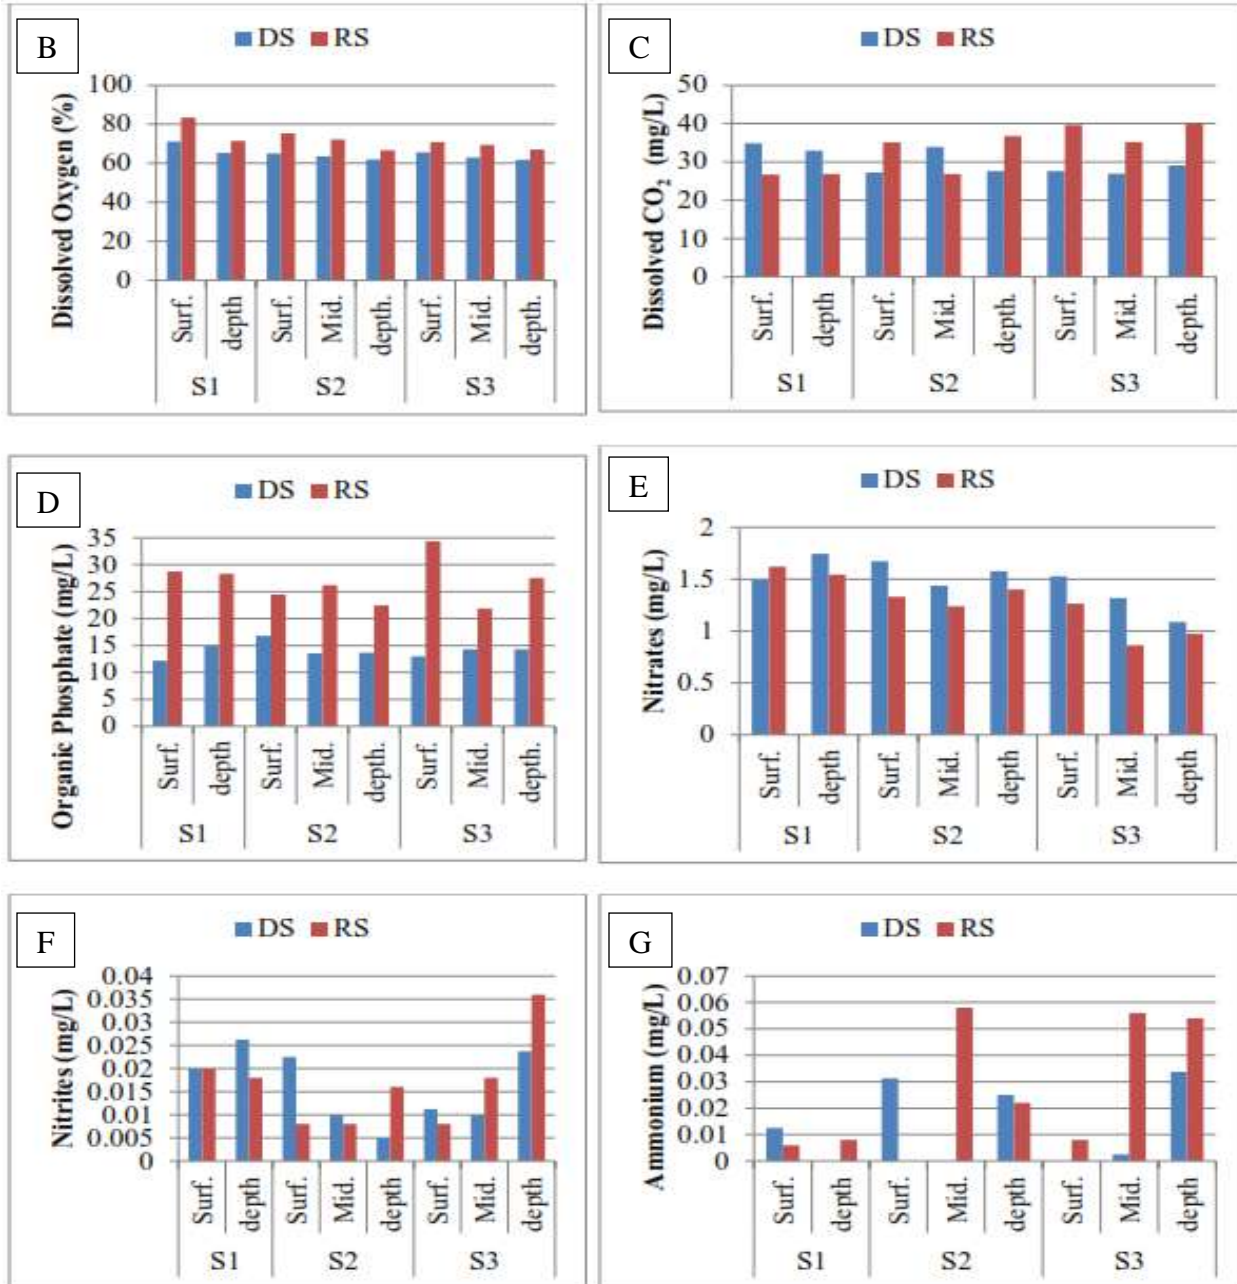 B
DS RS
Dissolved Oxygen (%)
100
80
60
40
20
0
Surf. depth Surf. Mid. depth. Surf. Mid. depth.
S1 S2 S3
C
DS RS
Dissolved CO₂ (mg/L)
50
40
30
20
10
0
Surf. depth Surf. Mid. depth. Surf. Mid. depth.
S1 S2 S3
D
DS RS
Organic Phosphate (mg/L)
35
30
25
20
15
10
5
0
Surf. depth Surf. Mid. depth. Surf. Mid. depth.
S1 S2 S3
E
DS RS
Nitrates (mg/L)
2
1.5
1
0.5
0
Surf. depth Surf. Mid. depth Surf. Mid. depth
S1 S2 S3
F
DS RS
Nitrites (mg/L)
0.04
0.035
0.03
0.025
0.02
0.015
0.01
0.005
0
Surf. depth Surf. Mid. depth Surf. Mid. depth
S1 S2 S3
G
DS RS
Ammonium (mg/L)
0.07
0.06
0.05
0.04
0.03
0.02
0.01
0
Surf. depth Surf. Mid. depth Surf. Mid. depth
S1 S2 S3